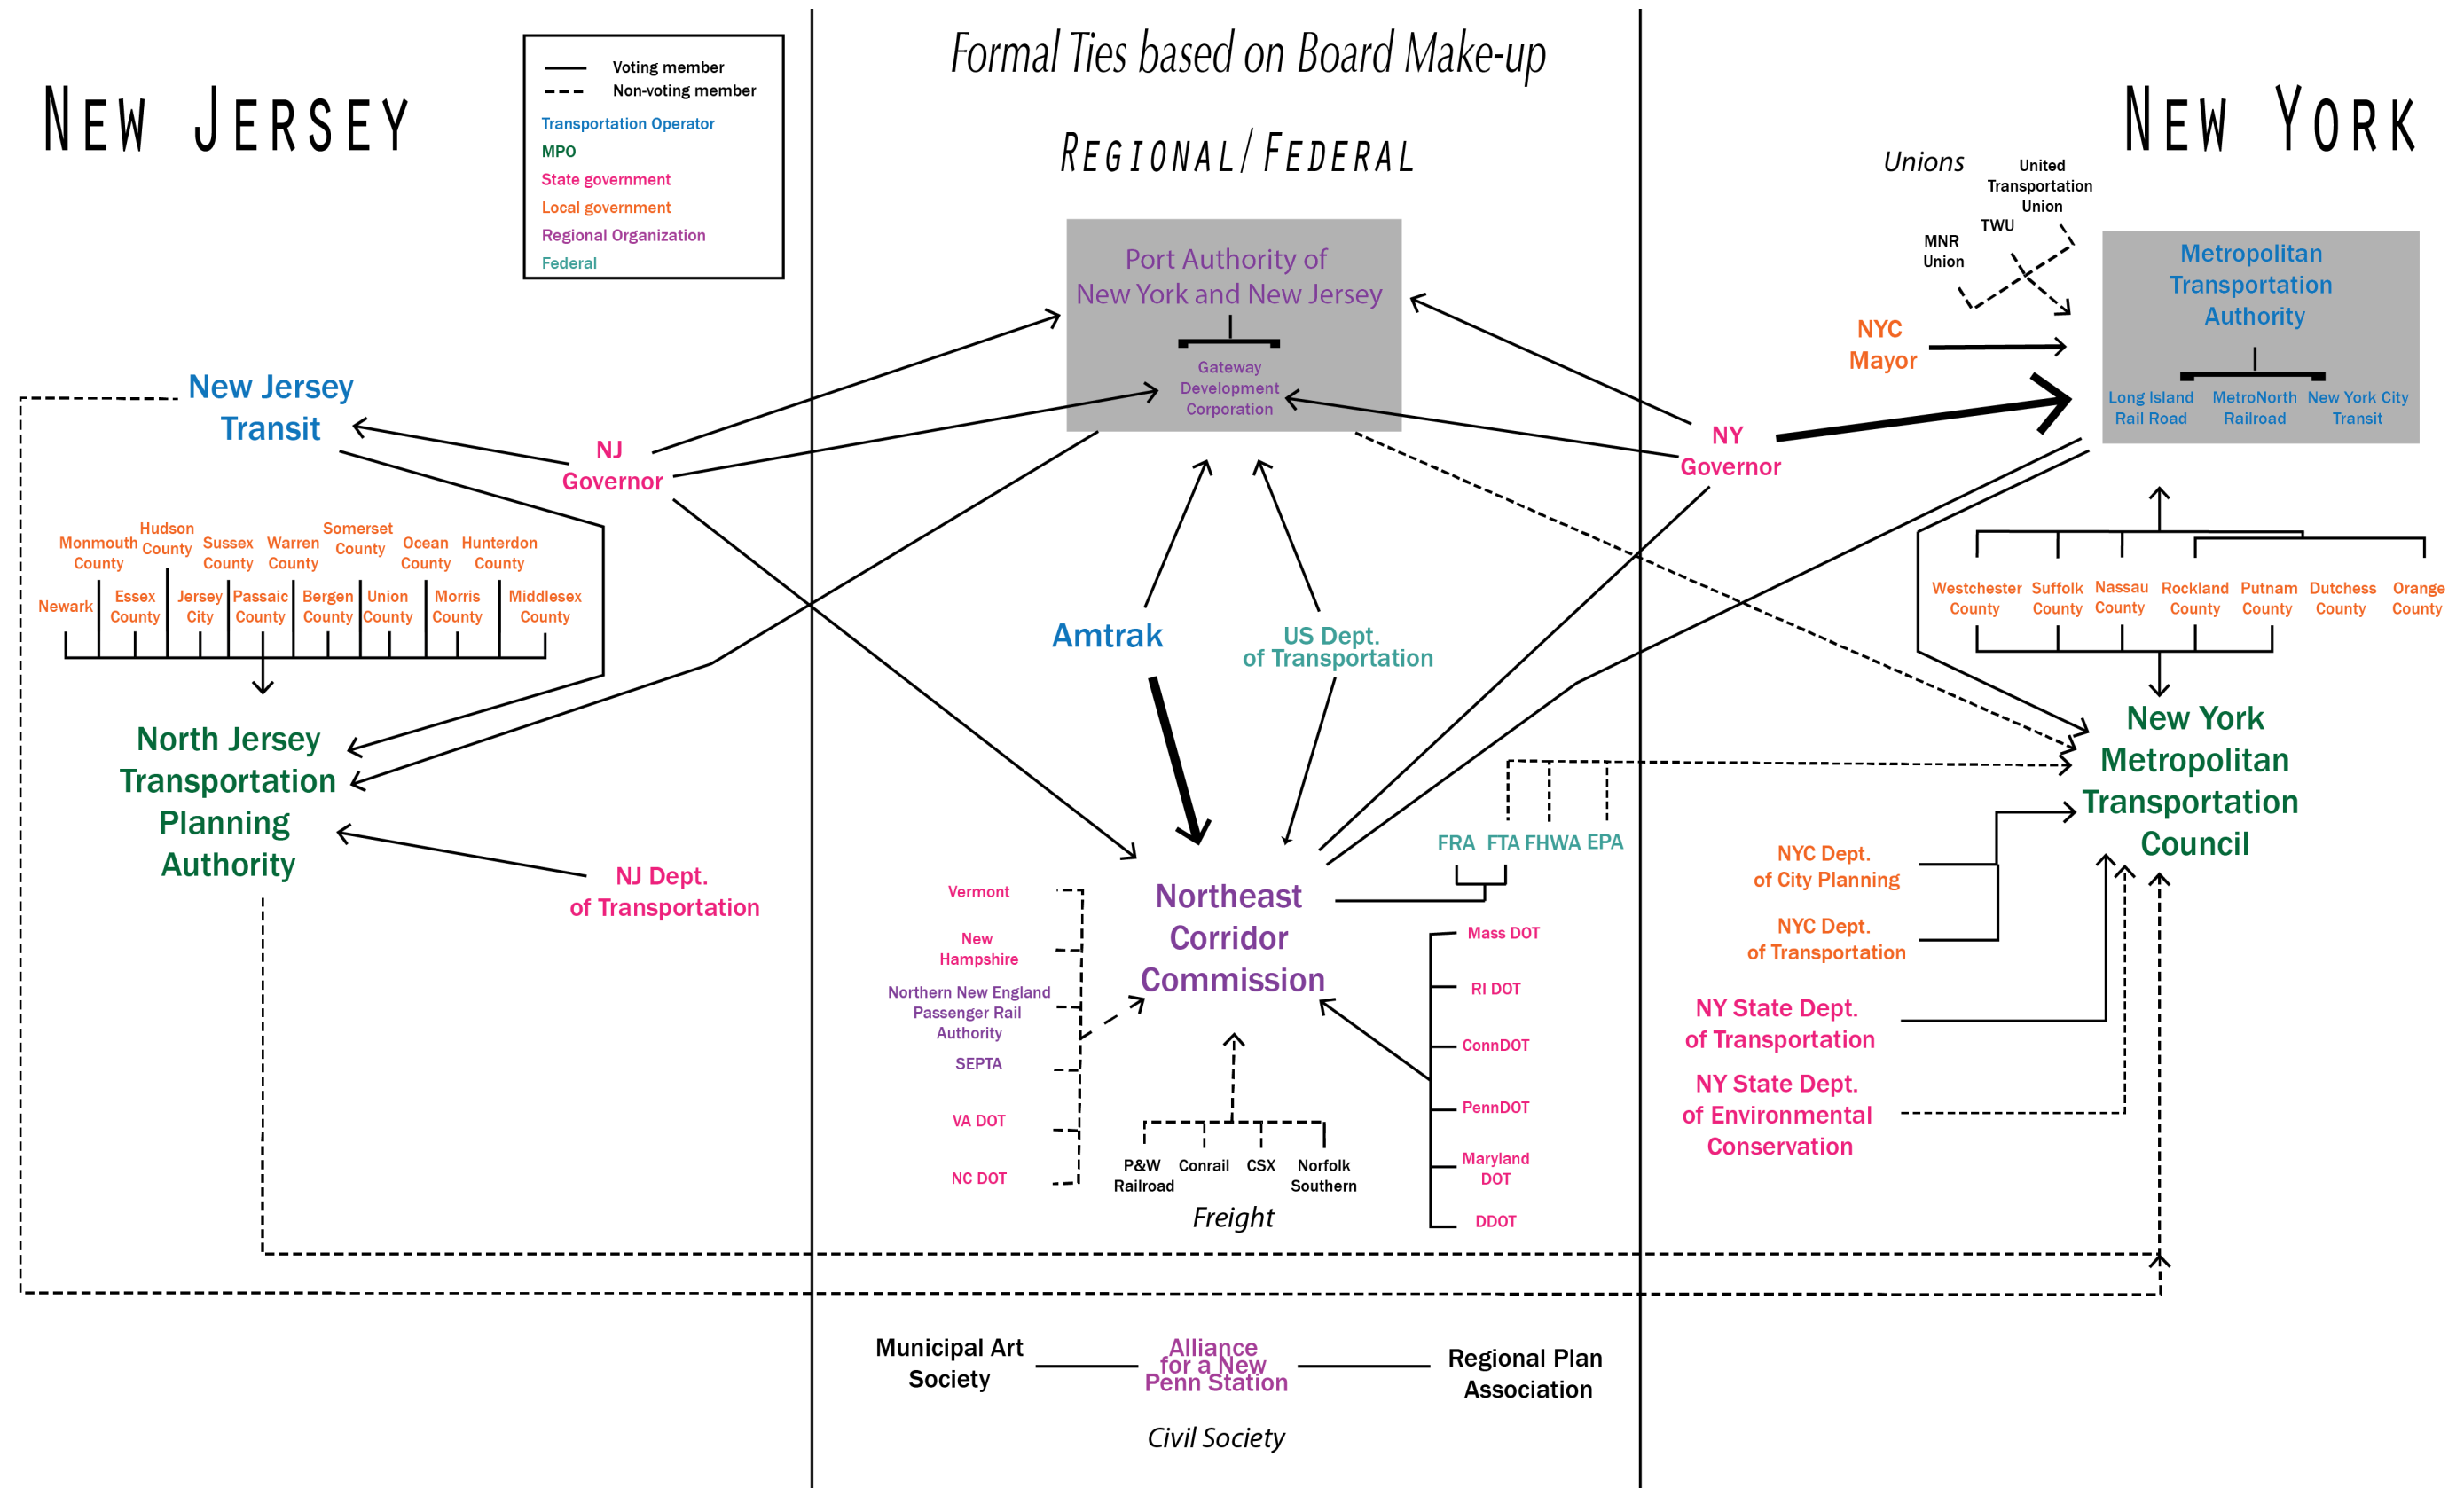 Formal Ties based on Board Make-up
NEW JERSEY
REGIONAL/FEDERAL
NEW YORK
Voting member
Non-voting member
Transportation Operator
MPO
State government
Local government
Regional Organization
Federal
New Jersey
Transit
NJ
Governor
Monmouth
County
Hudson
County
Sussex
County
Warren
County
Somerset
County
Ocean
County
Hunterdon
County
Newark
Essex
County
Jersey
City
Passaic
County
Bergen
County
Union
County
Morris
County
Middlesex
County
North Jersey
Transportation
Planning
Authority
NJ Dept.
of Transportation
Port Authority of
New York and New Jersey
Gateway
Development
Corporation
Amtrak
US Dept.
of Transportation
FRA
FTA
FHWA
EPA
Northeast
Corridor
Commission
Vermont
New
Hampshire
Northern New England
Passenger Rail
Authority
SEPTA
VA DOT
NC DOT
P&W
Railroad
Conrail
CSX
Norfolk
Southern
Freight
Mass DOT
RI DOT
ConnDOT
PennDOT
Maryland
DOT
DDOT
Municipal Art
Society
Alliance
for a New
Penn Station
Regional Plan
Association
Civil Society
Unions
United
Transportation
Union
TWU
MNR
Union
NYC
Mayor
NY
Governor
Metropolitan
Transportation
Authority
Long Island
Rail Road
MetroNorth
Railroad
New York City
Transit
Westchester
County
Suffolk
County
Nassau
County
Rockland
County
Putnam
County
Dutchess
County
Orange
County
New York
Metropolitan
Transportation
Council
NYC Dept.
of City Planning
NYC Dept.
of Transportation
NY State Dept.
of Transportation
NY State Dept.
of Environmental
Conservation